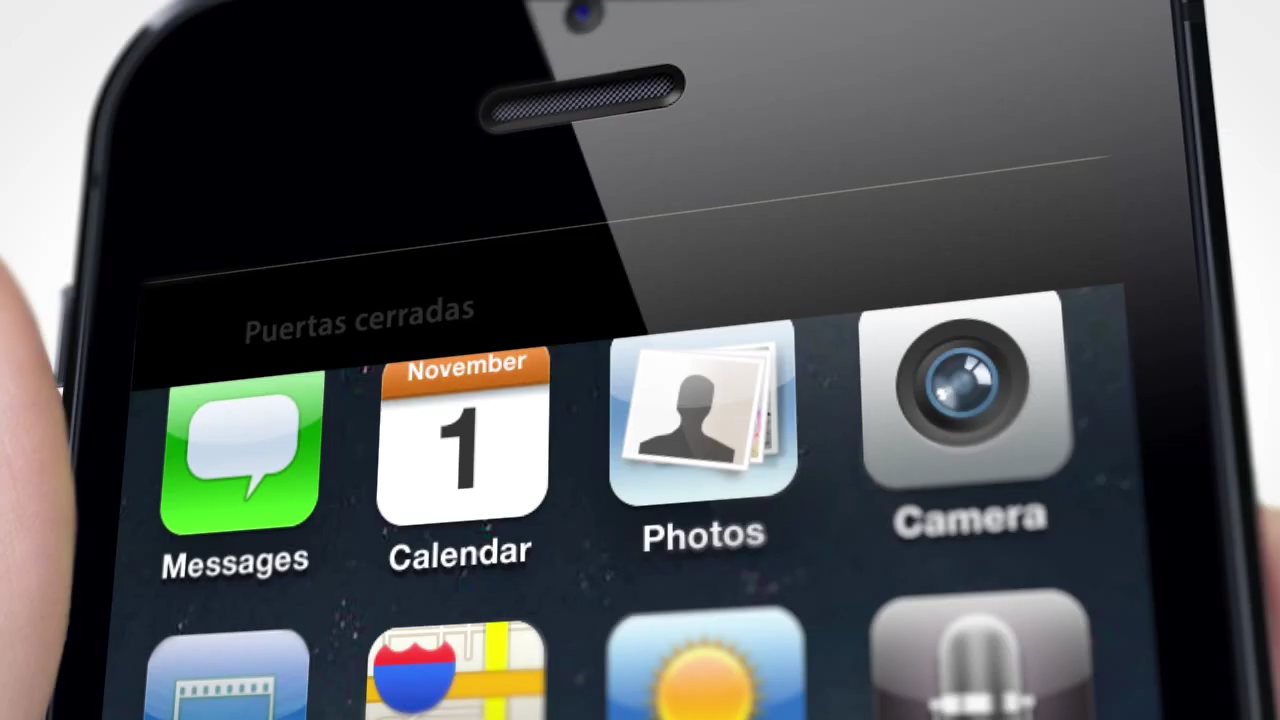 Puertas cerradas
November
1
Messages
Calendar
Photos
Camera